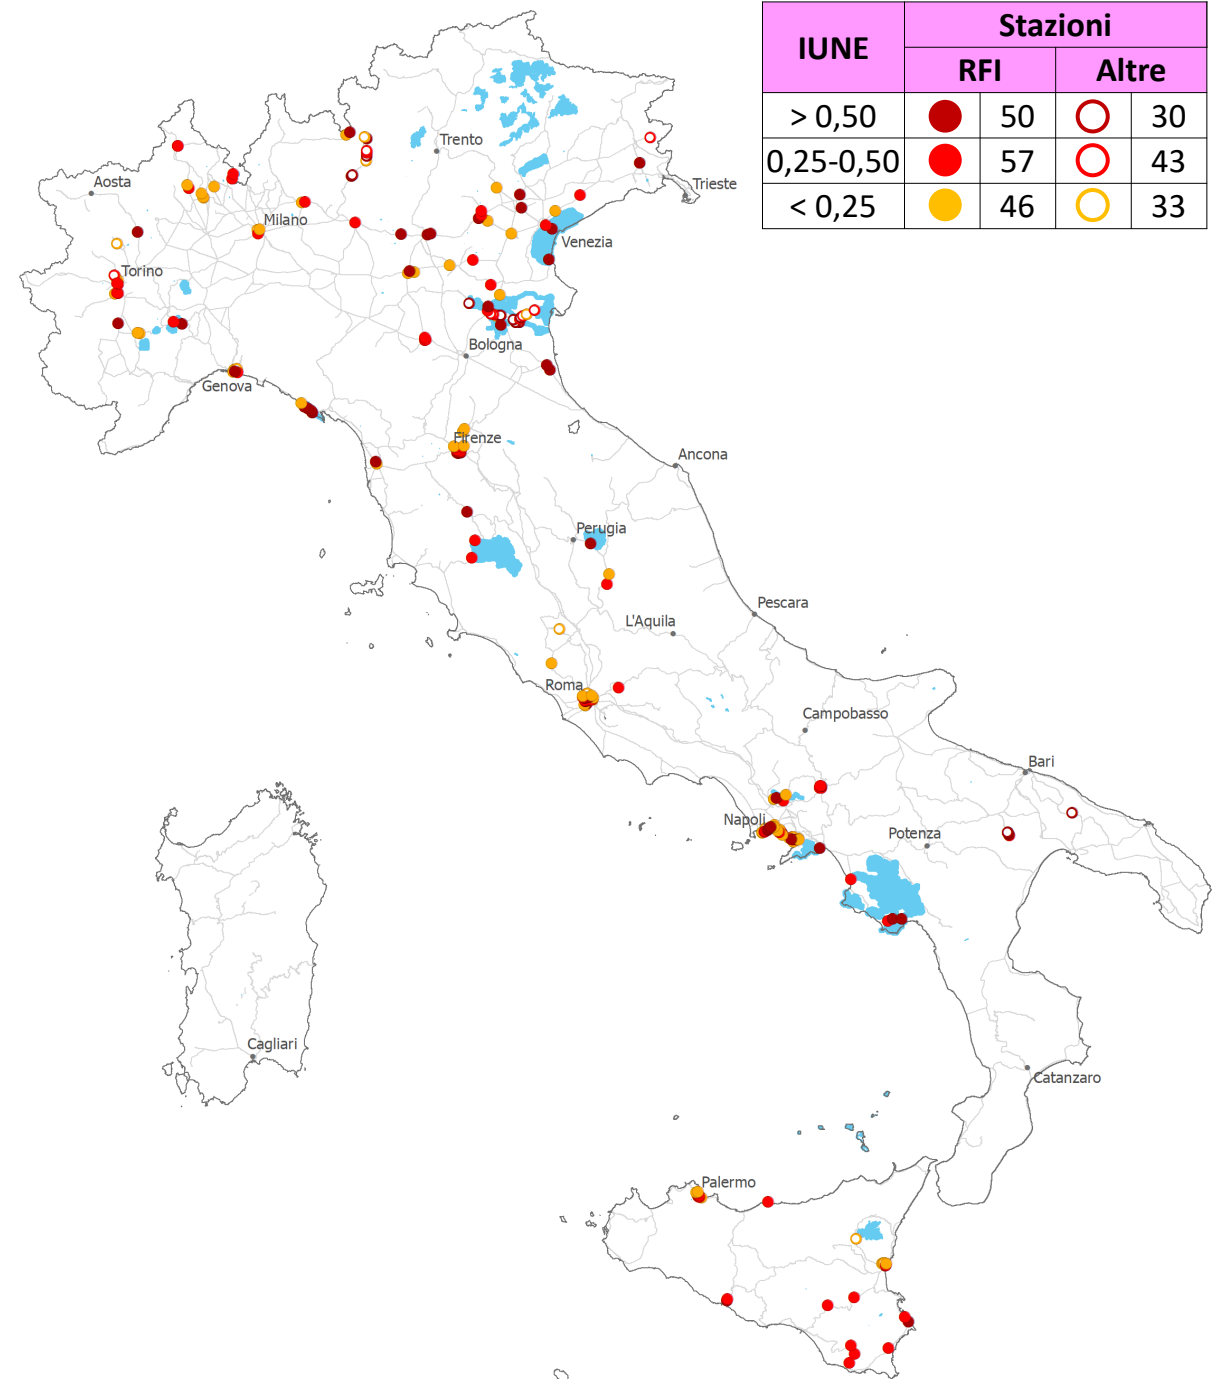 IUNE
Stazioni
RFI
Altre
> 0,50
50
30
0,25-0,50
57
43
< 0,25
46
33
Trento
Aosta
Trieste
Milano
Venezia
Torino
Bologna
Genova
Firenze
Ancona
Perugia
Pescara
L'Aquila
Roma
Campobasso
Bari
Napoli
Potenza
Cagliari
Catanzaro
Palermo